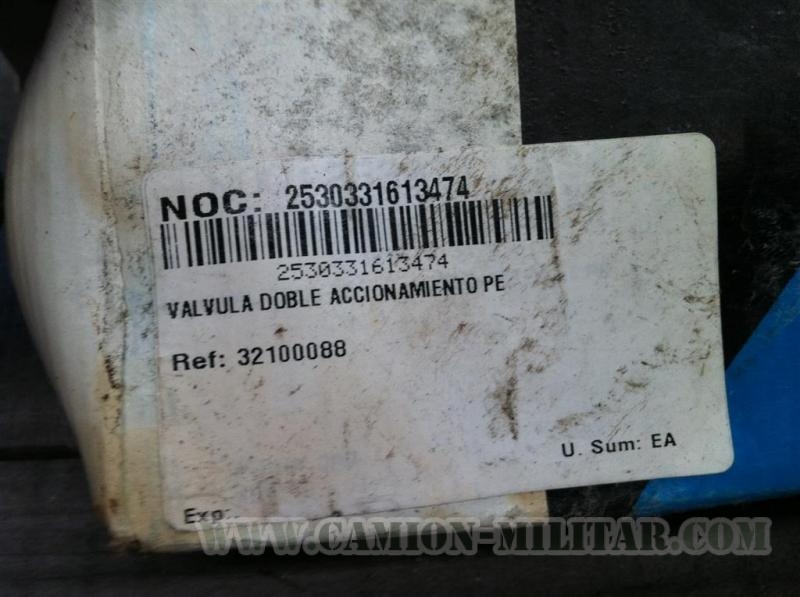 NOC: 2530331613474
2530331613474
VALVULA DOBLE ACCIONAMIENTO PE
Ref: 32100088
U. Sum: EA
Exp:
WWW.CAMION-MILITAR.COM